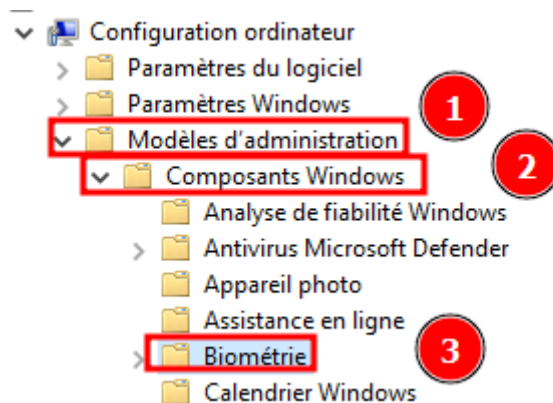 Configuration ordinateur
Paramètres du logiciel
Paramètres Windows
1
Modèles d'administration
2
Composants Windows
Analyse de fiabilité Windows
Antivirus Microsoft Defender
Appareil photo
Assistance en ligne
Biométrie
3
Calendrier Windows